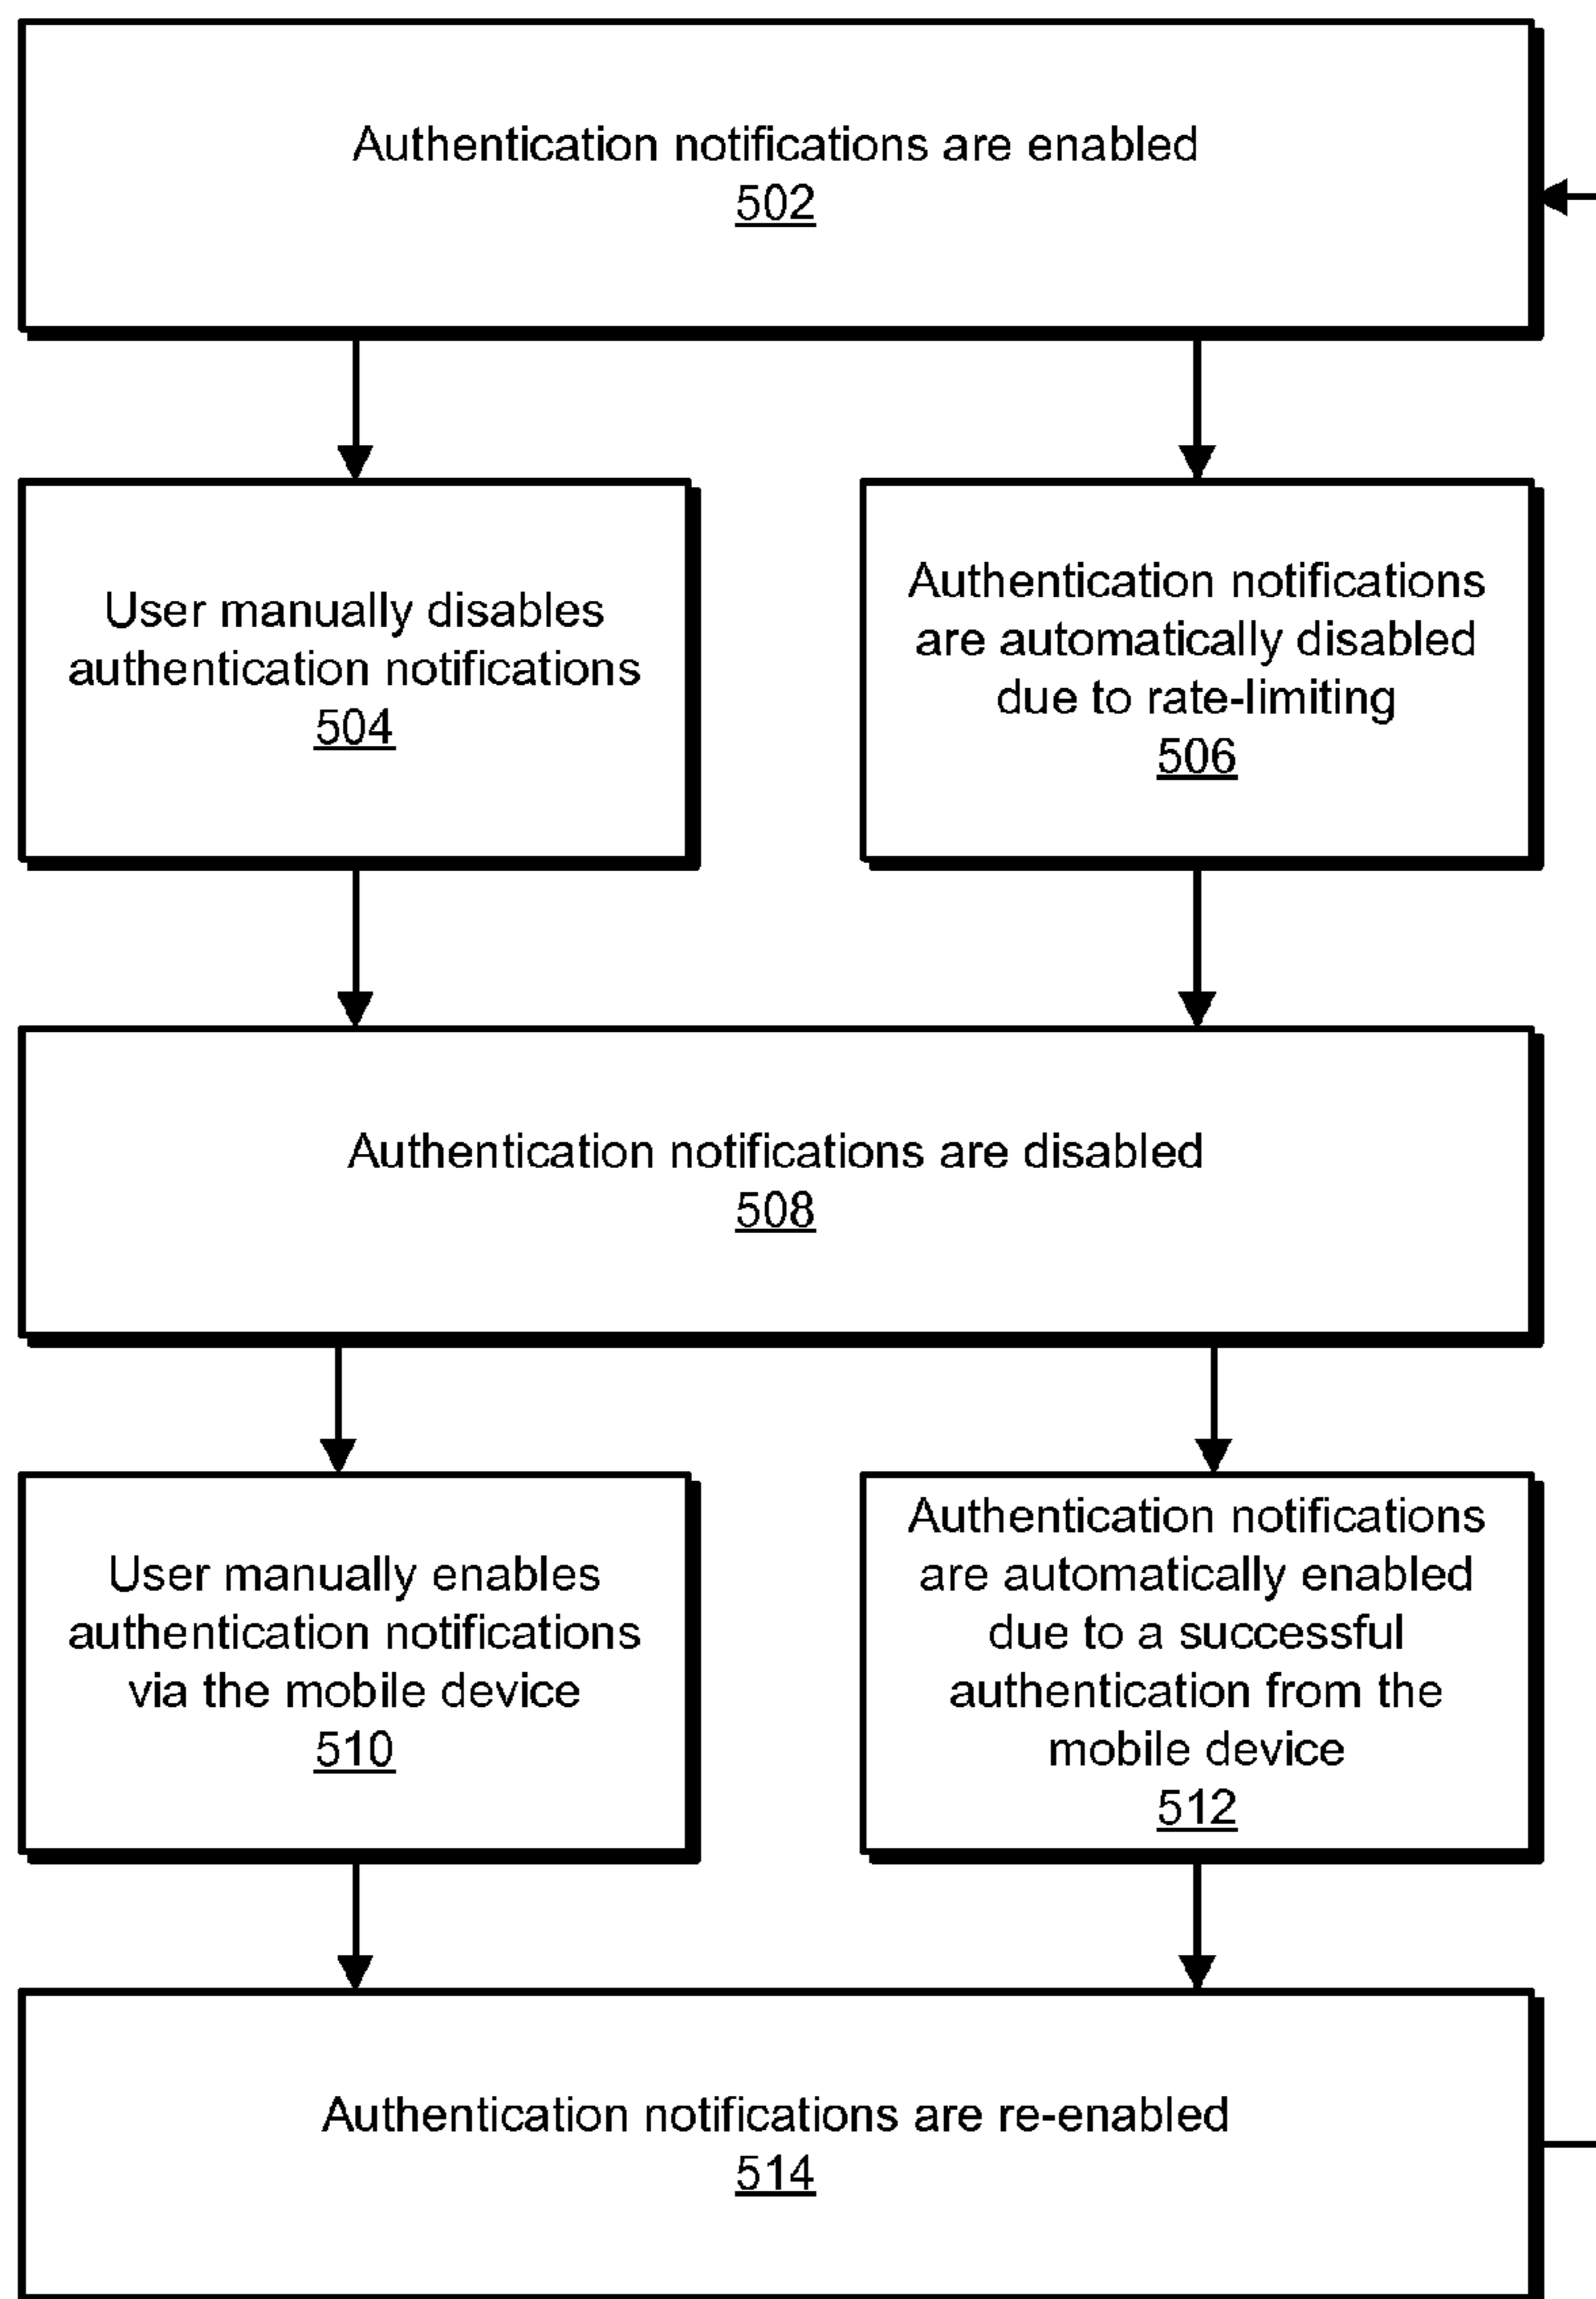 Authentication notifications are enabled
502
User manually disables
authentication notifications
504
Authentication notifications
are automatically disabled
due to rate-limiting
506
Authentication notifications are disabled
508
User manually enables
authentication notifications
via the mobile device
510
Authentication notifications
are automatically enabled
due to a successful
authentication from the
mobile device
512
Authentication notifications are re-enabled
514